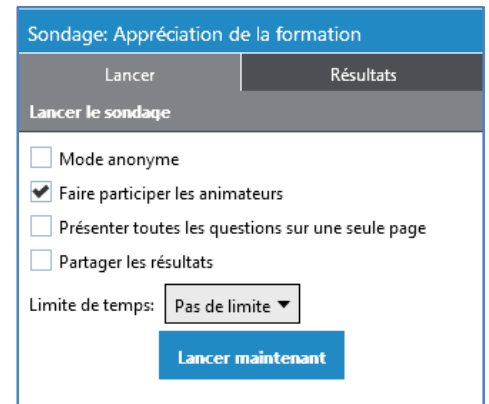 Sondage: Appréciation de la formation
Lancer Résultats
Lancer le sondage
Mode anonyme
Faire participer les animateurs
Présenter toutes les questions sur une seule page
Partager les résultats
Limite de temps: Pas de limite
Lancer maintenant